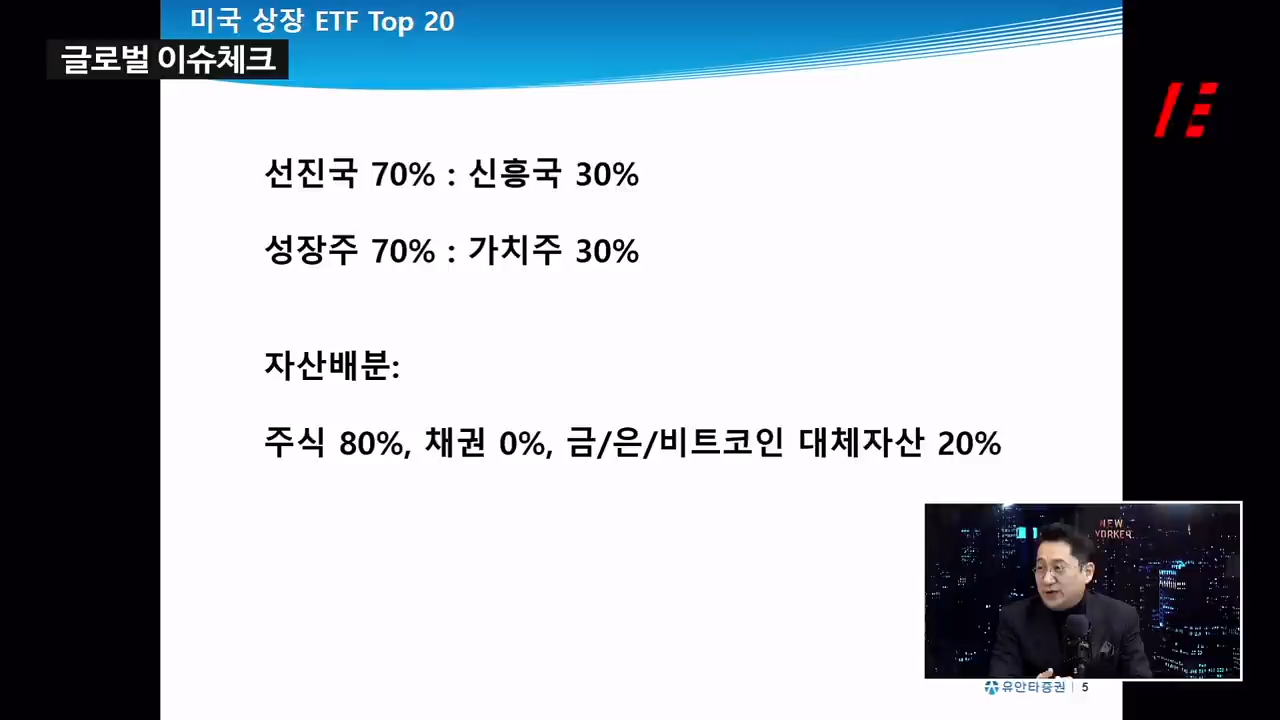 미국 상장 ETF Top 20
글로벌 이슈체크
선진국 70% : 신흥국 30%
성장주 70% : 가치주 30%
자산배분:
주식 80%, 채권 0%, 금/은/비트코인 대체자산 20%
NEW
YORKER
유안타증권 | 5